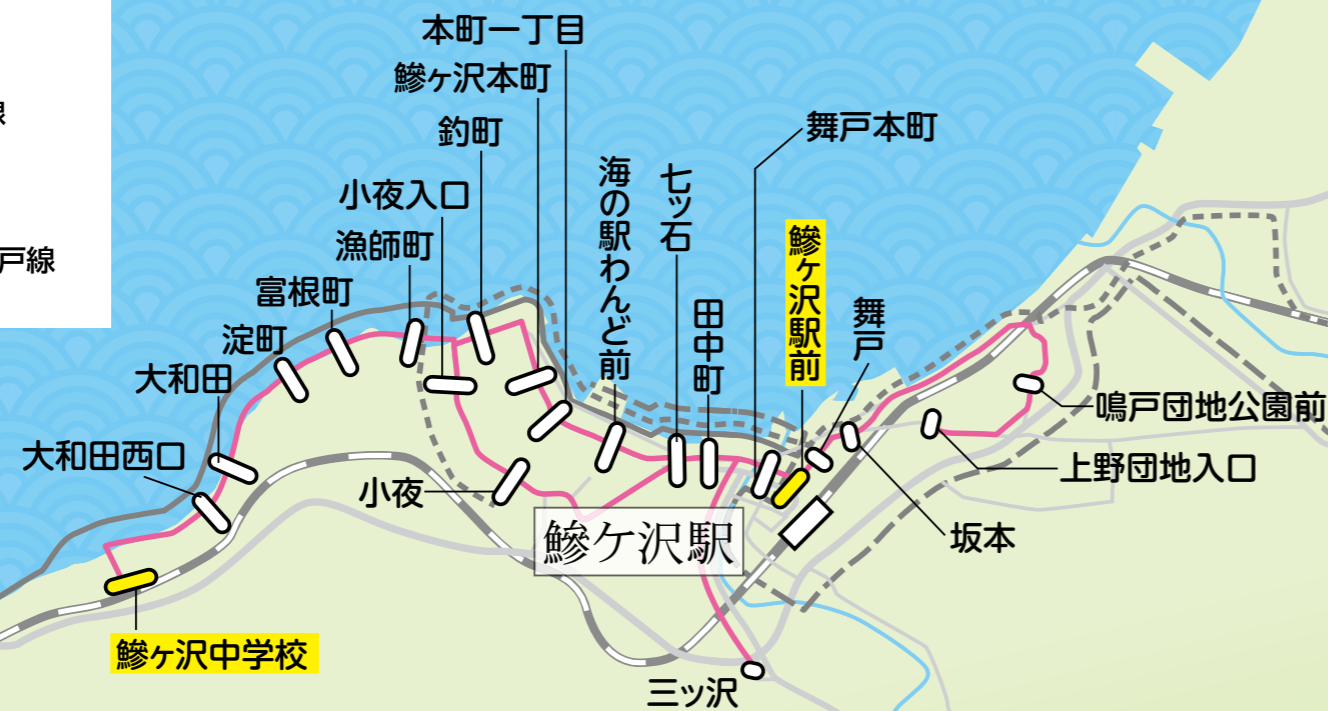 線
戸線
本町一丁目
鰺ヶ沢本町
釣町
小夜入口
漁師町
富根町
淀町
大和田
大和田西口
鰺ヶ沢中学校
小夜
海の駅わんど前
七ッ石
田中町
舞戸本町
鰺ヶ沢駅前
舞戸
鰺ケ沢駅
坂本
鳴戸団地公園前
上野団地入口
三ッ沢